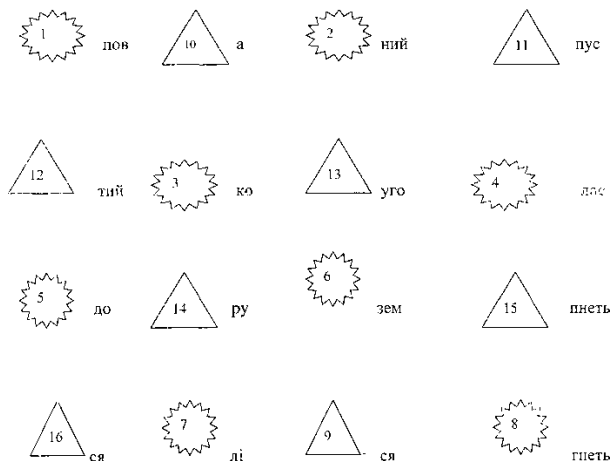 1 пов 10 а 2 ний 11 пус
12 тий 3 ко 13 уго 4 лос
5 до 14 ру 6 зем 15 пнеть
16 ся 7 лі 9 ся 8 гнеть